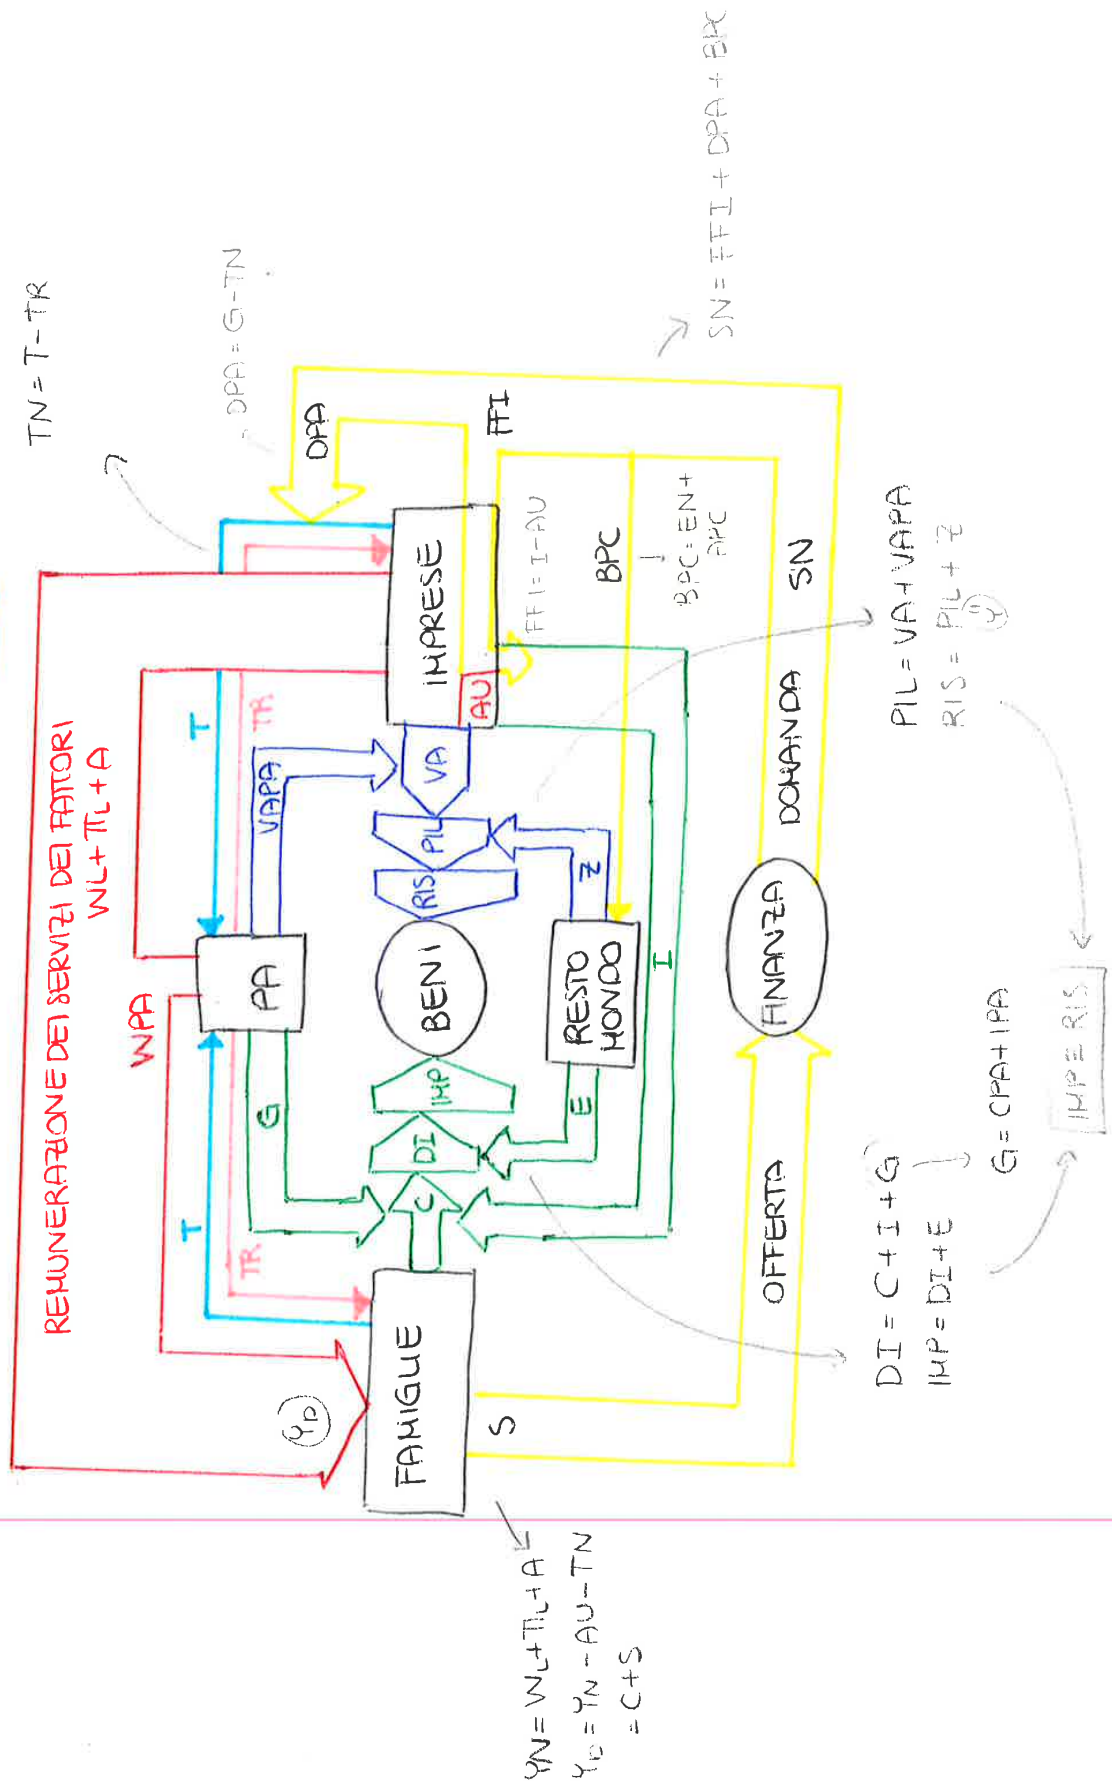 REMUNERAZIONE DEI SERVIZI DEI FATTORI
WL + ΠL + A
TN = T - TR
DPA = G - TN
WPA
T
T
TR
TR
YD
PA
G
VAPA
DPA
FAMIGLIE
C
DI
IMP
BENI
RIS
PIL
VA
IMPRESE
AU
FFI
FFI = I - AU
S
E
RESTO
MONDO
Z
BPC
BPC = EN +
I
SN = FFI + DPA + BPC
OFFERTA
FINANZA
DOMANDA
SN
YN = WL + ΠL + A
YD = YN - AU - TN
= C + S
DI = C + I + G
IMP = DI + E
G = CPA + IPA
IMP = RIS
PIL = VA + VAPA
RIS = PIL + Z